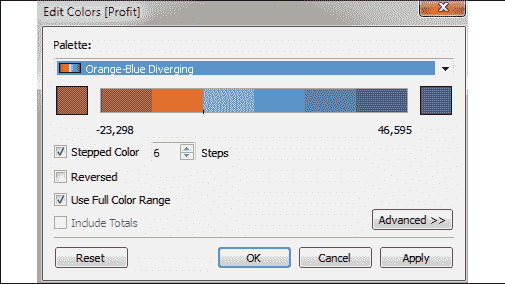 Edit Colors [Profit]
Palette:
Orange-Blue Diverging
-23,298 46,595
Stepped Color 6 Steps
Reversed
Use Full Color Range
Include Totals
Advanced >>
Reset OK Cancel Apply